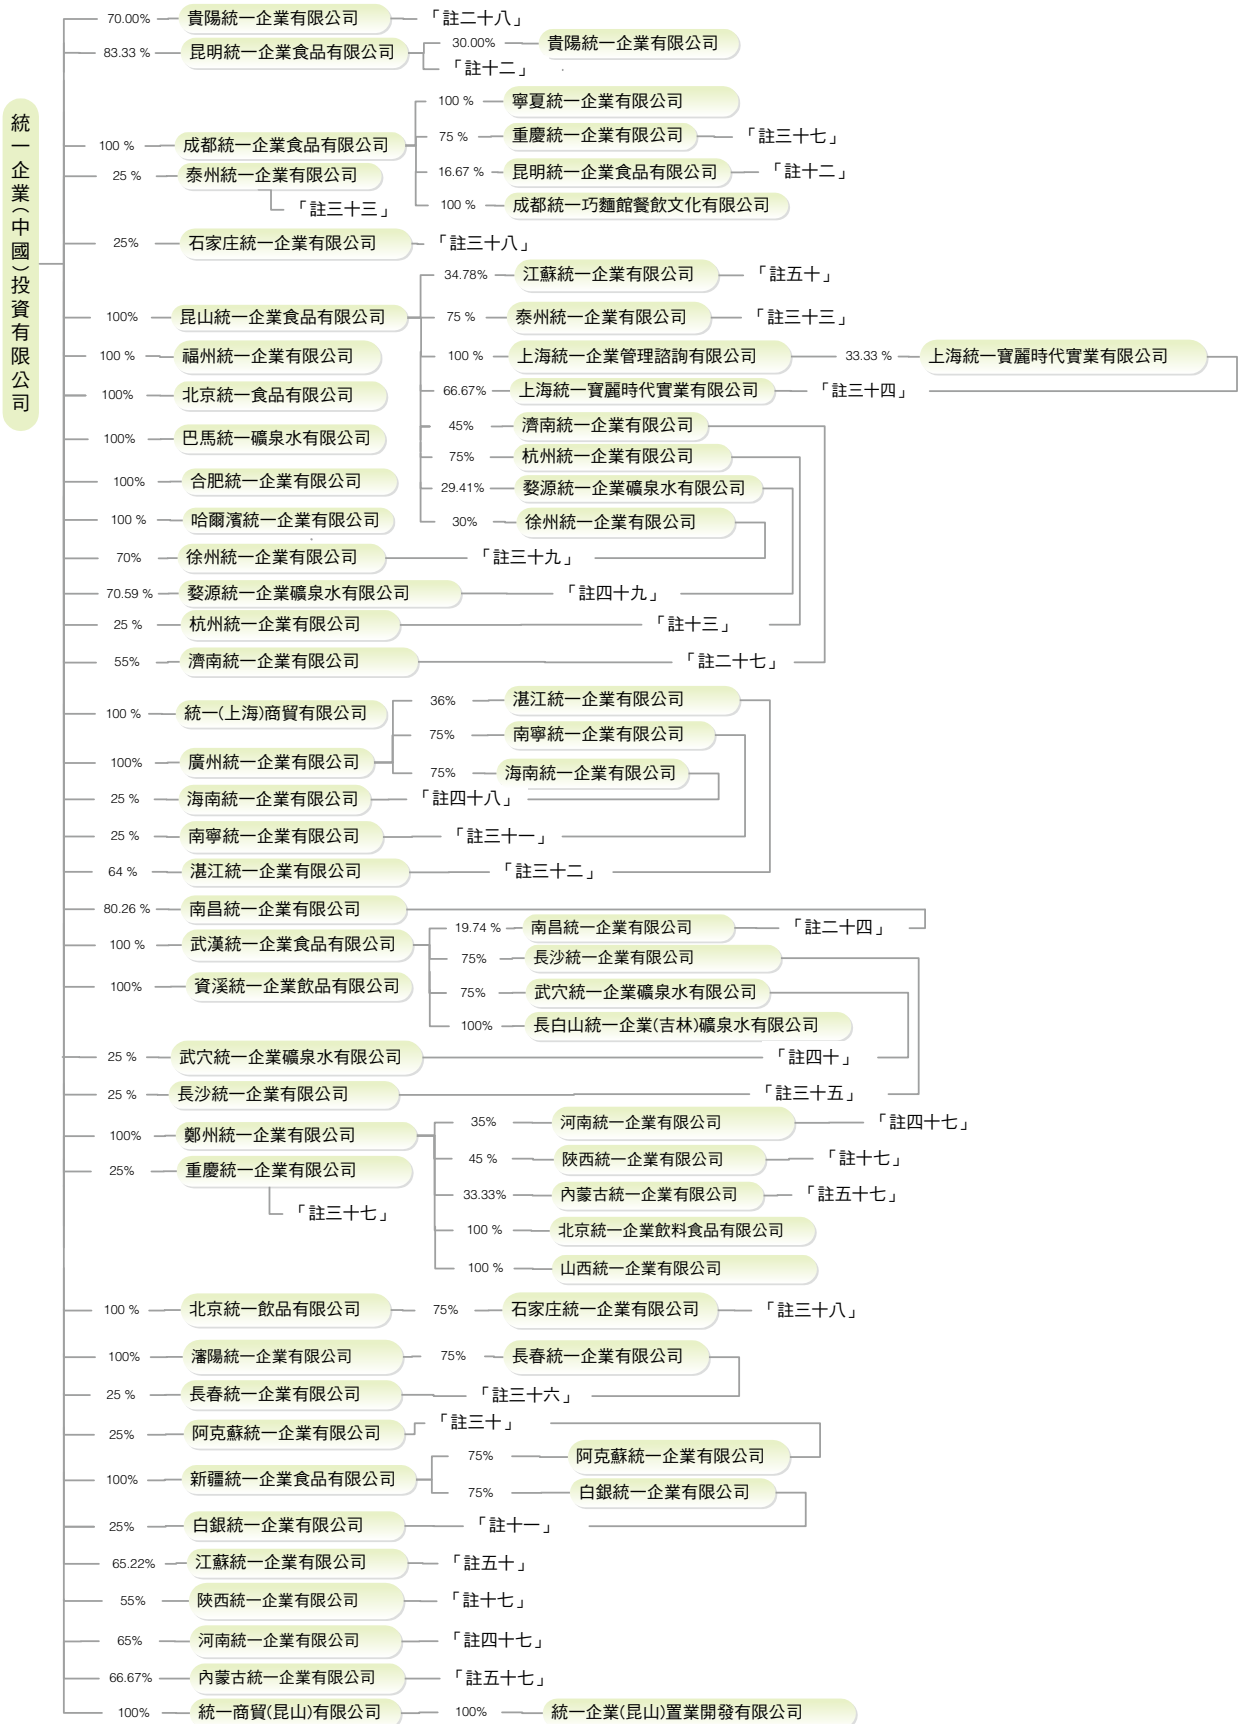 統一企業(中國)投資有限公司
70.00% 貴陽統一企業有限公司 「註二十八」
83.33 % 昆明統一企業食品有限公司 30.00% 貴陽統一企業有限公司
「註十二」
100 % 寧夏統一企業有限公司
75 % 重慶統一企業有限公司 「註三十七」
100 % 成都統一企業食品有限公司
16.67 % 昆明統一企業食品有限公司 「註十二」
25 % 泰州統一企業有限公司
100 % 成都統一巧麵館餐飲文化有限公司
「註三十三」
25% 石家庄統一企業有限公司 「註三十八」
34.78% 江蘇統一企業有限公司 「註五十」
100% 昆山統一企業食品有限公司 75 % 泰州統一企業有限公司 「註三十三」
100 % 福州統一企業有限公司 100 % 上海統一企業管理諮詢有限公司 33.33 % 上海統一寶麗時代實業有限公司
100% 北京統一食品有限公司 66.67% 上海統一寶麗時代實業有限公司 「註三十四」
45% 濟南統一企業有限公司
100% 巴馬統一礦泉水有限公司
75% 杭州統一企業有限公司
100% 合肥統一企業有限公司
29.41% 婺源統一企業礦泉水有限公司
100 % 哈爾濱統一企業有限公司 30% 徐州統一企業有限公司
70% 徐州統一企業有限公司 「註三十九」
70.59 % 婺源統一企業礦泉水有限公司 「註四十九」
25 % 杭州統一企業有限公司 「註十三」
55% 濟南統一企業有限公司 「註二十七」
36% 湛江統一企業有限公司
100 % 統一(上海)商貿有限公司
75% 南寧統一企業有限公司
100% 廣州統一企業有限公司
75% 海南統一企業有限公司
25 % 海南統一企業有限公司 「註四十八」
25 % 南寧統一企業有限公司 「註三十一」
64 % 湛江統一企業有限公司 「註三十二」
80.26 % 南昌統一企業有限公司
19.74 % 南昌統一企業有限公司 「註二十四」
100 % 武漢統一企業食品有限公司
75% 長沙統一企業有限公司
100% 資溪統一企業飲品有限公司
75% 武穴統一企業礦泉水有限公司
100% 長白山統一企業(吉林)礦泉水有限公司
25 % 武穴統一企業礦泉水有限公司 「註四十」
25 % 長沙統一企業有限公司 「註三十五」
35% 河南統一企業有限公司 「註四十七」
100% 鄭州統一企業有限公司
45 % 陝西統一企業有限公司 「註十七」
25% 重慶統一企業有限公司
33.33% 內蒙古統一企業有限公司 「註五十七」
「註三十七」
100 % 北京統一企業飲料食品有限公司
100 % 山西統一企業有限公司
100 % 北京統一飲品有限公司 75% 石家庄統一企業有限公司 「註三十八」
100% 瀋陽統一企業有限公司 75% 長春統一企業有限公司
25 % 長春統一企業有限公司 「註三十六」
25% 阿克蘇統一企業有限公司 「註三十」
75% 阿克蘇統一企業有限公司
100% 新疆統一企業食品有限公司
75% 白銀統一企業有限公司
25% 白銀統一企業有限公司 「註十一」
65.22% 江蘇統一企業有限公司 「註五十」
55% 陝西統一企業有限公司 「註十七」
65% 河南統一企業有限公司 「註四十七」
66.67% 內蒙古統一企業有限公司 「註五十七」
100% 統一商貿(昆山)有限公司 100% 統一企業(昆山)置業開發有限公司